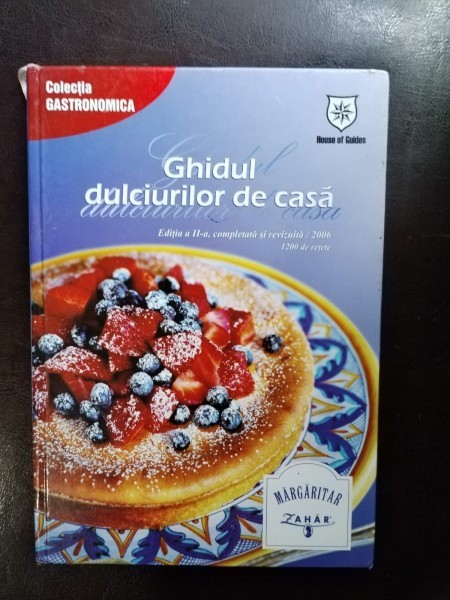 Colecția
GASTRONOMICA
House of Guides
Ghidul
dulciurilor de casă
Ediția a II-a, completată și revizuită / 2006
1200 de rețete
MĂRGĂRITAR
ZAHĂR